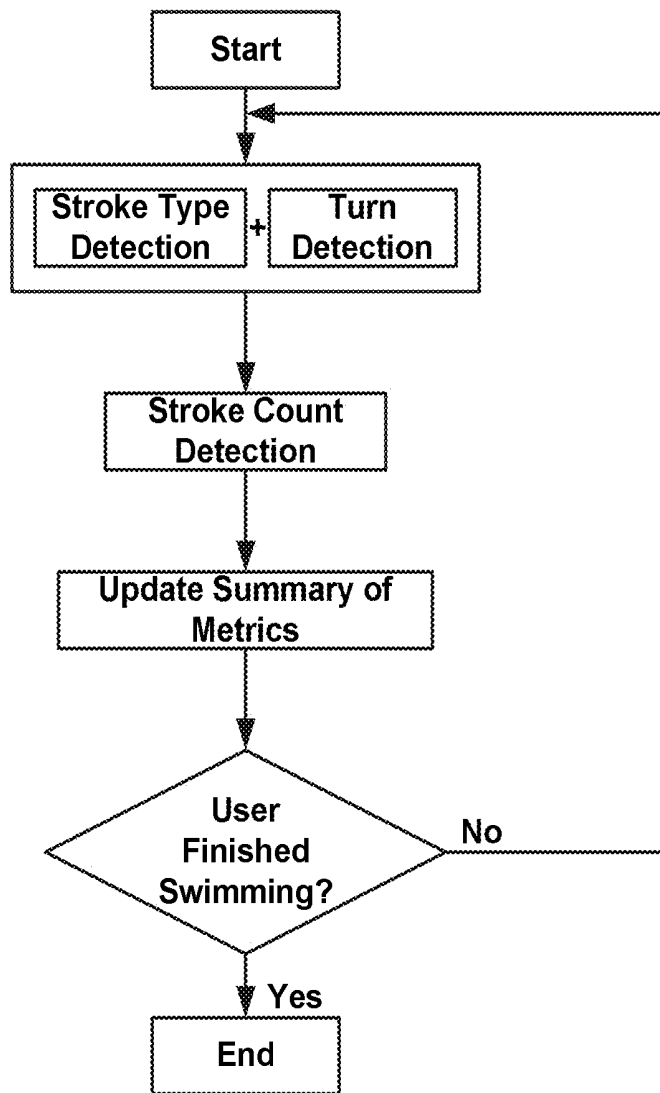 Start
Stroke Type
Detection
+
Turn
Detection
Stroke Count
Detection
Update Summary of
Metrics
User
Finished
Swimming?
No
Yes
End